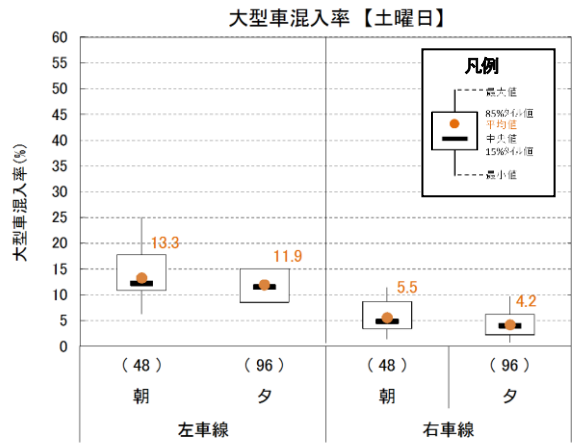 大型車混入率【土曜日】
大型車混入率(%)
60
55
50
45
40
35
30
25
20
15
10
5
0
凡例
最大値
85%タイル値
平均値
中央値
15%タイル値
最小値
13.3
11.9
5.5
4.2
(48) (96) (48) (96)
朝 夕 朝 夕
左車線 右車線